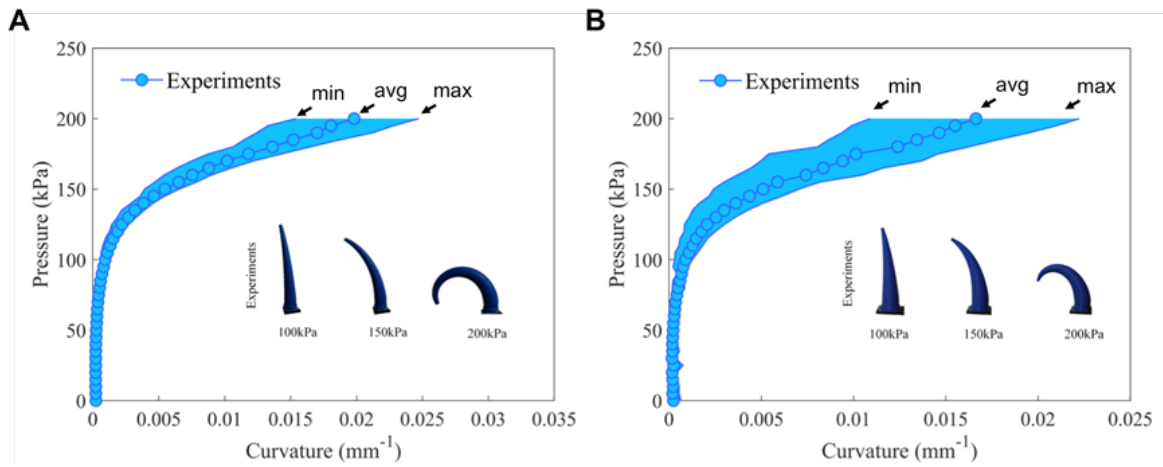 A
250
200
150
100
50
0
Pressure (kPa)
Experiments
min
avg
max
Experiments
100kPa
150kPa
200kPa
0 0.005 0.01 0.015 0.02 0.025 0.03 0.035
Curvature (mm-1)
B
250
200
150
100
50
0
Pressure (kPa)
Experiments
min
avg
max
Experiments
100kPa
150kPa
200kPa
0 0.005 0.01 0.015 0.02 0.025
Curvature (mm-1)